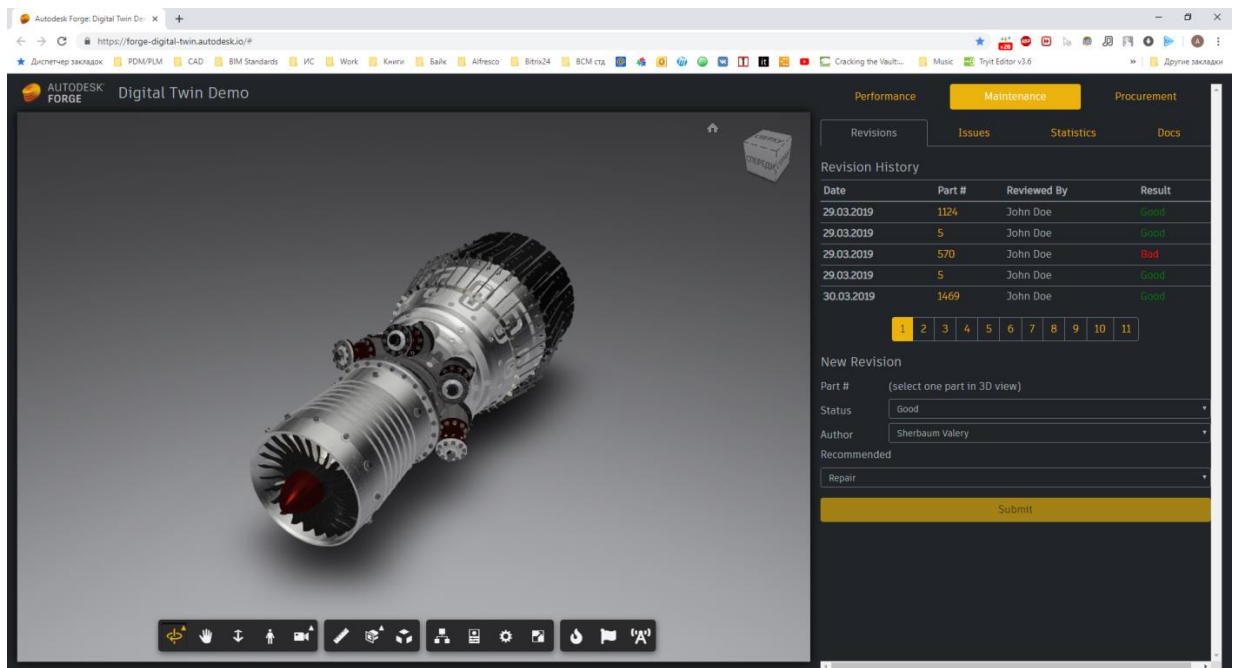 Autodesk Forge: Digital Twin De
https://forge-digital-twin.autodesk.io/#
+26
ABP
A
Диспетчер закладок PDM/PLM CAD BIM Standards ИС Work Книги Байк Alfresco Bitrix24 BCM стд Cracking the Vault:... Music Tryit Editor v3.6 » Другие закладки
AUTODESK
FORGE
Digital Twin Demo
Performance Maintenance Procurement
Revisions Issues Statistics Docs
СПЕРЕДИ
Revision History
Date Part # Reviewed By Result
29.03.2019 1124 John Doe Good
29.03.2019 5 John Doe Good
29.03.2019 570 John Doe Bad
29.03.2019 5 John Doe Good
30.03.2019 1469 John Doe Good
1 2 3 4 5 6 7 8 9 10 11
New Revision
Part # (select one part in 3D view)
Status Good
Author Sherbaum Valery
Recommended
Repair
Submit